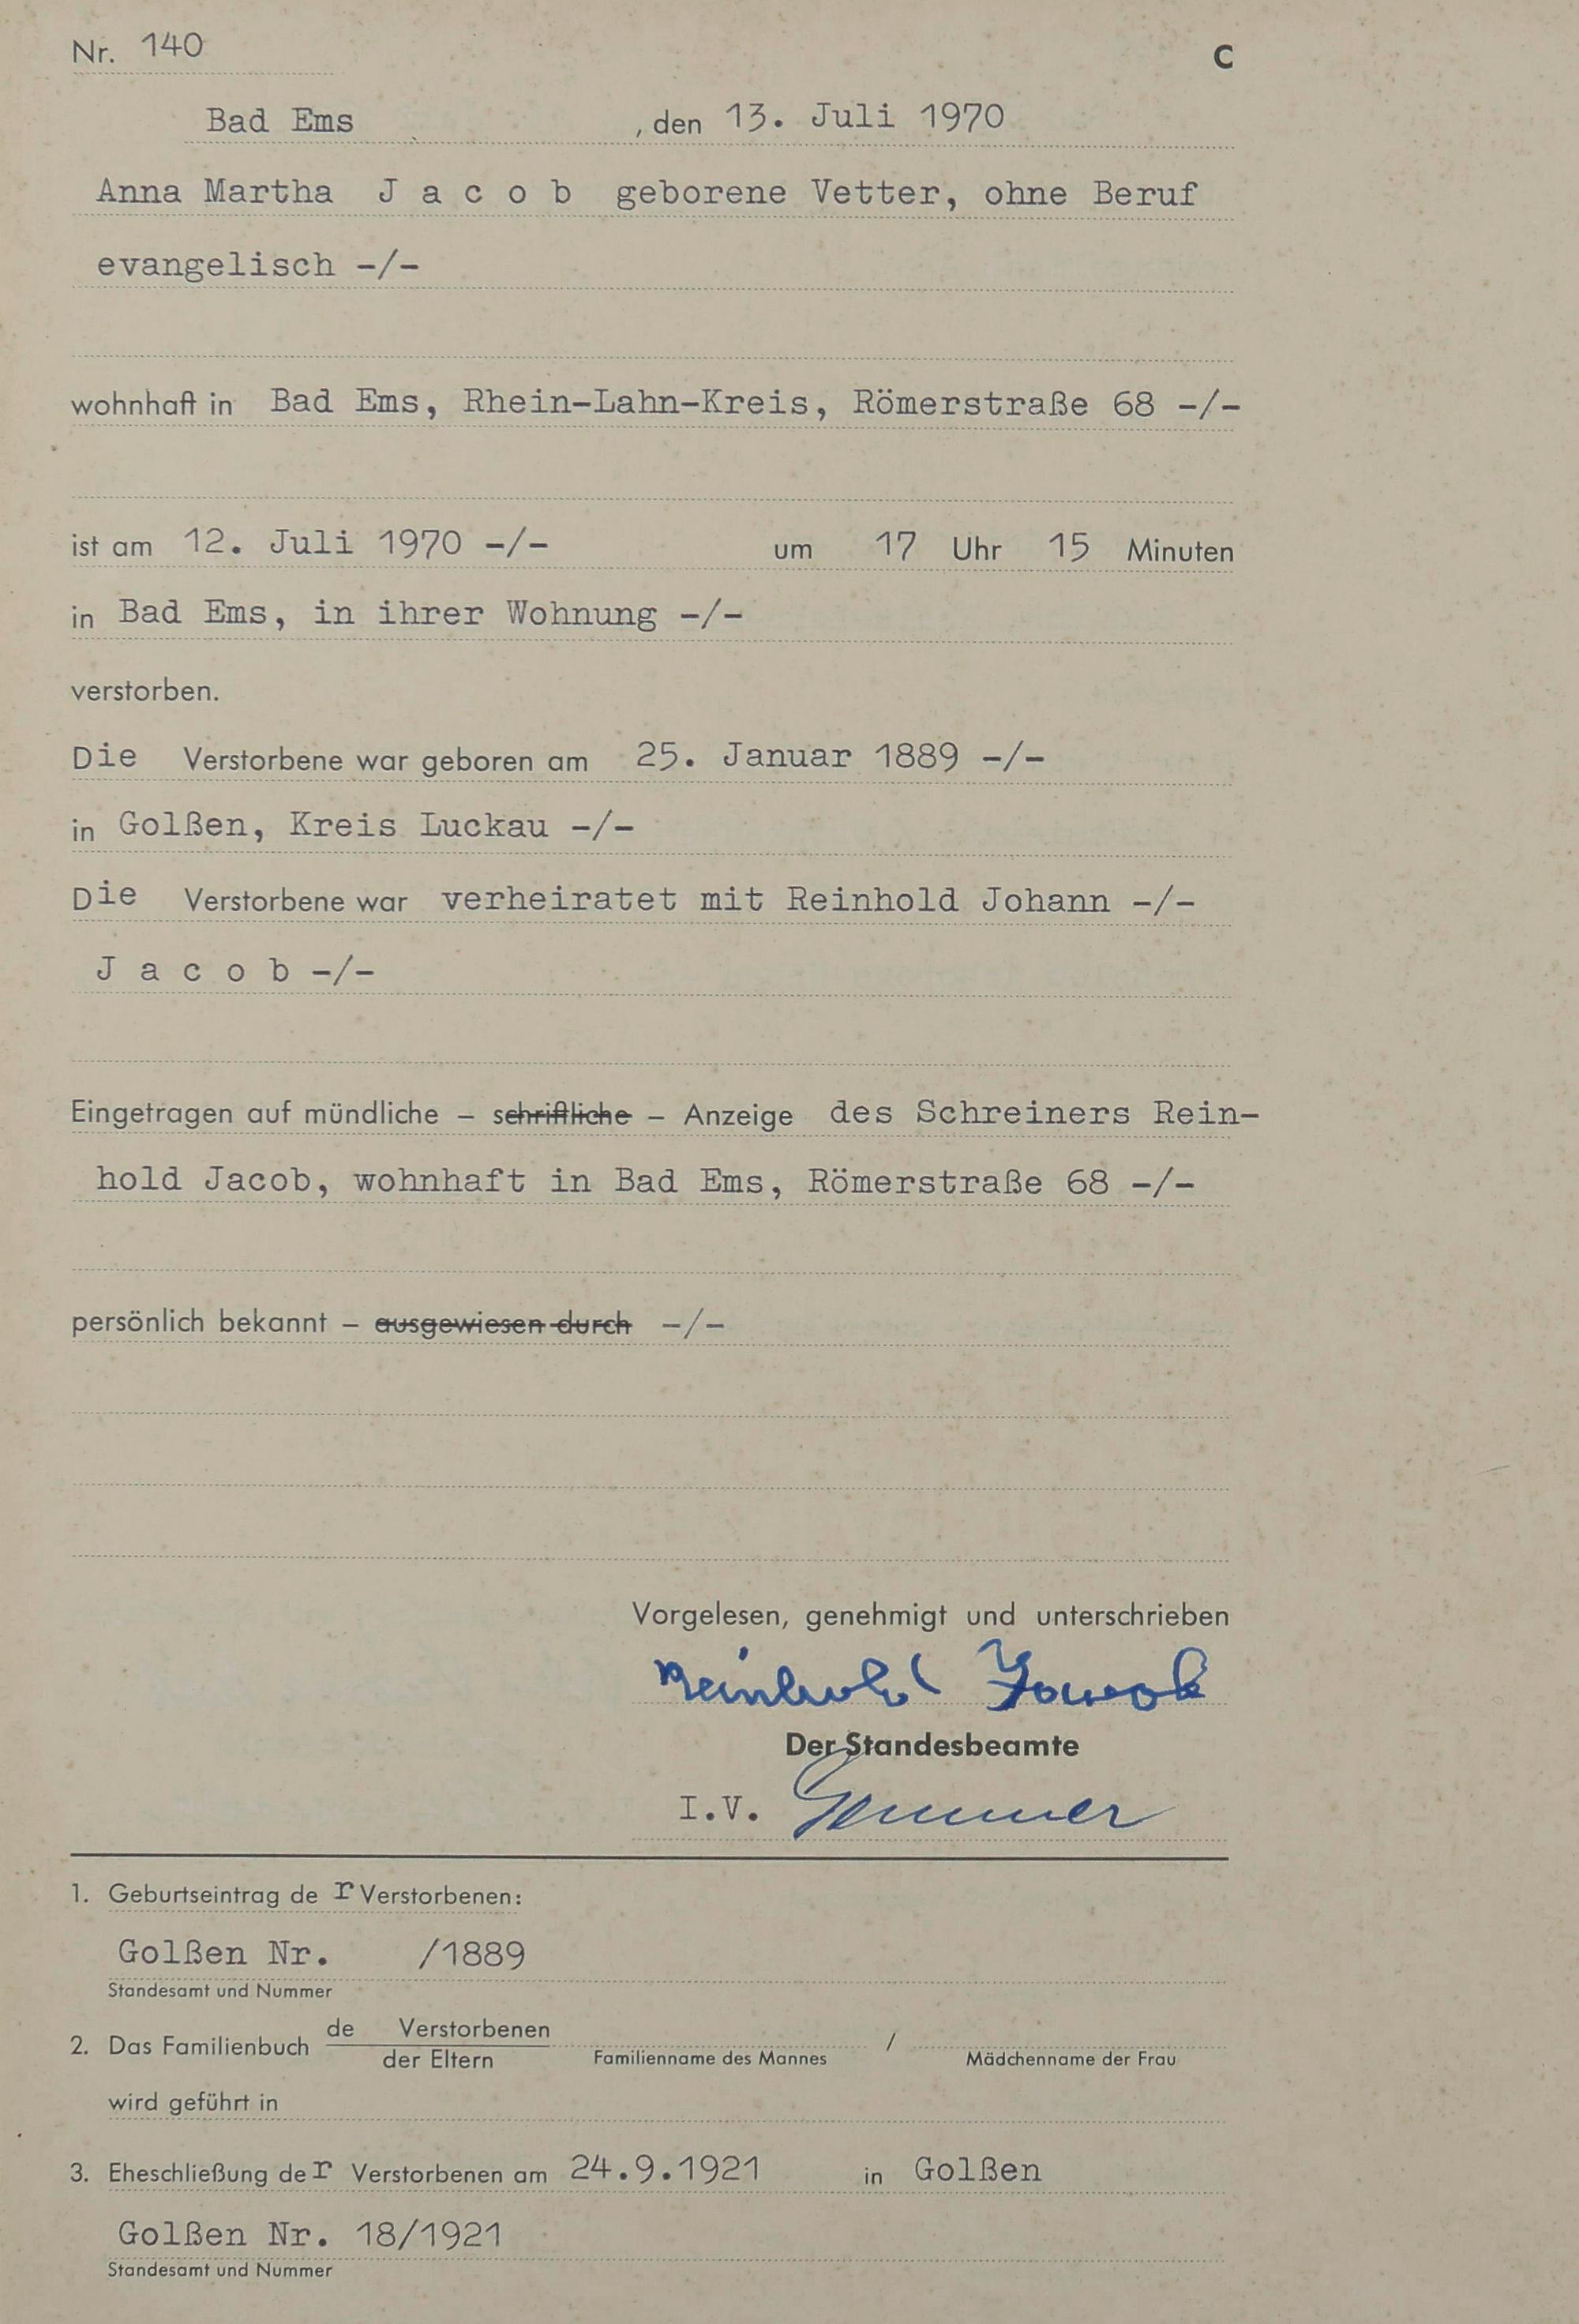 Nr. 140 C
Bad Ems , den 13. Juli 1970
Anna Martha J a c o b geborene Vetter, ohne Beruf
evangelisch -/-
wohnhaft in Bad Ems, Rhein-Lahn-Kreis, Römerstraße 68 -/-
ist am 12. Juli 1970 -/- um 17 Uhr 15 Minuten
in Bad Ems, in ihrer Wohnung -/-
verstorben.
Die Verstorbene war geboren am 25. Januar 1889 -/-
in Golßen, Kreis Luckau -/-
Die Verstorbene war verheiratet mit Reinhold Johann -/-
J a c o b -/-
Eingetragen auf mündliche – schriftliche – Anzeige des Schreiners Rein-
hold Jacob, wohnhaft in Bad Ems, Römerstraße 68 -/-
persönlich bekannt – ausgewiesen durch -/-
Vorgelesen, genehmigt und unterschrieben
Reinhold
Der Standesbeamte
I.V.
1. Geburtseintrag de r Verstorbenen:
Golßen Nr. /1889
Standesamt und Nummer
2. Das Familienbuch de Verstorbenen
der Eltern Familienname des Mannes / Mädchenname der Frau
wird geführt in
3. Eheschließung de r Verstorbenen am 24.9.1921 in Golßen
Golßen Nr. 18/1921
Standesamt und Nummer